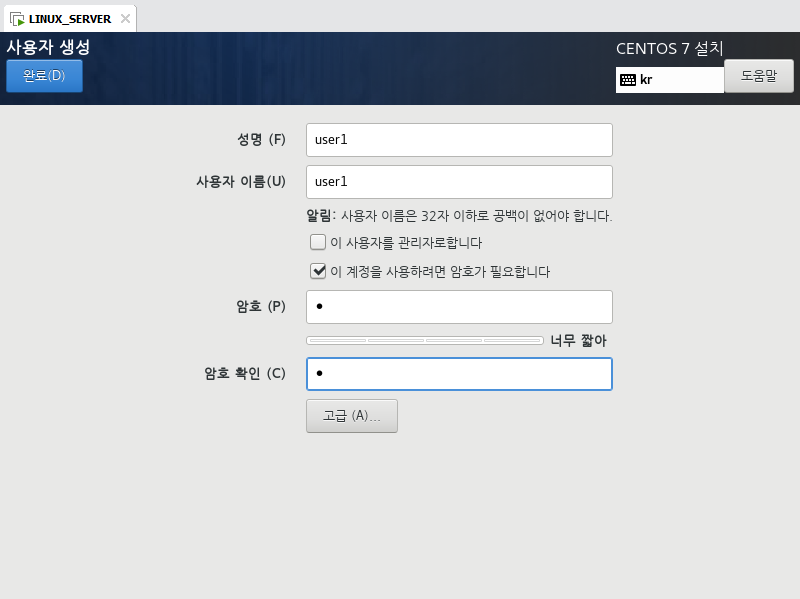 LINUX_SERVER
사용자 생성
CENTOS 7 설치
완료(D)
kr
도움말
성명 (F)
user1
사용자 이름(U)
user1
알림: 사용자 이름은 32자 이하로 공백이 없어야 합니다.
이 사용자를 관리자로합니다
이 계정을 사용하려면 암호가 필요합니다
암호 (P)
●
너무 짧아
암호 확인 (C)
●
고급 (A)...